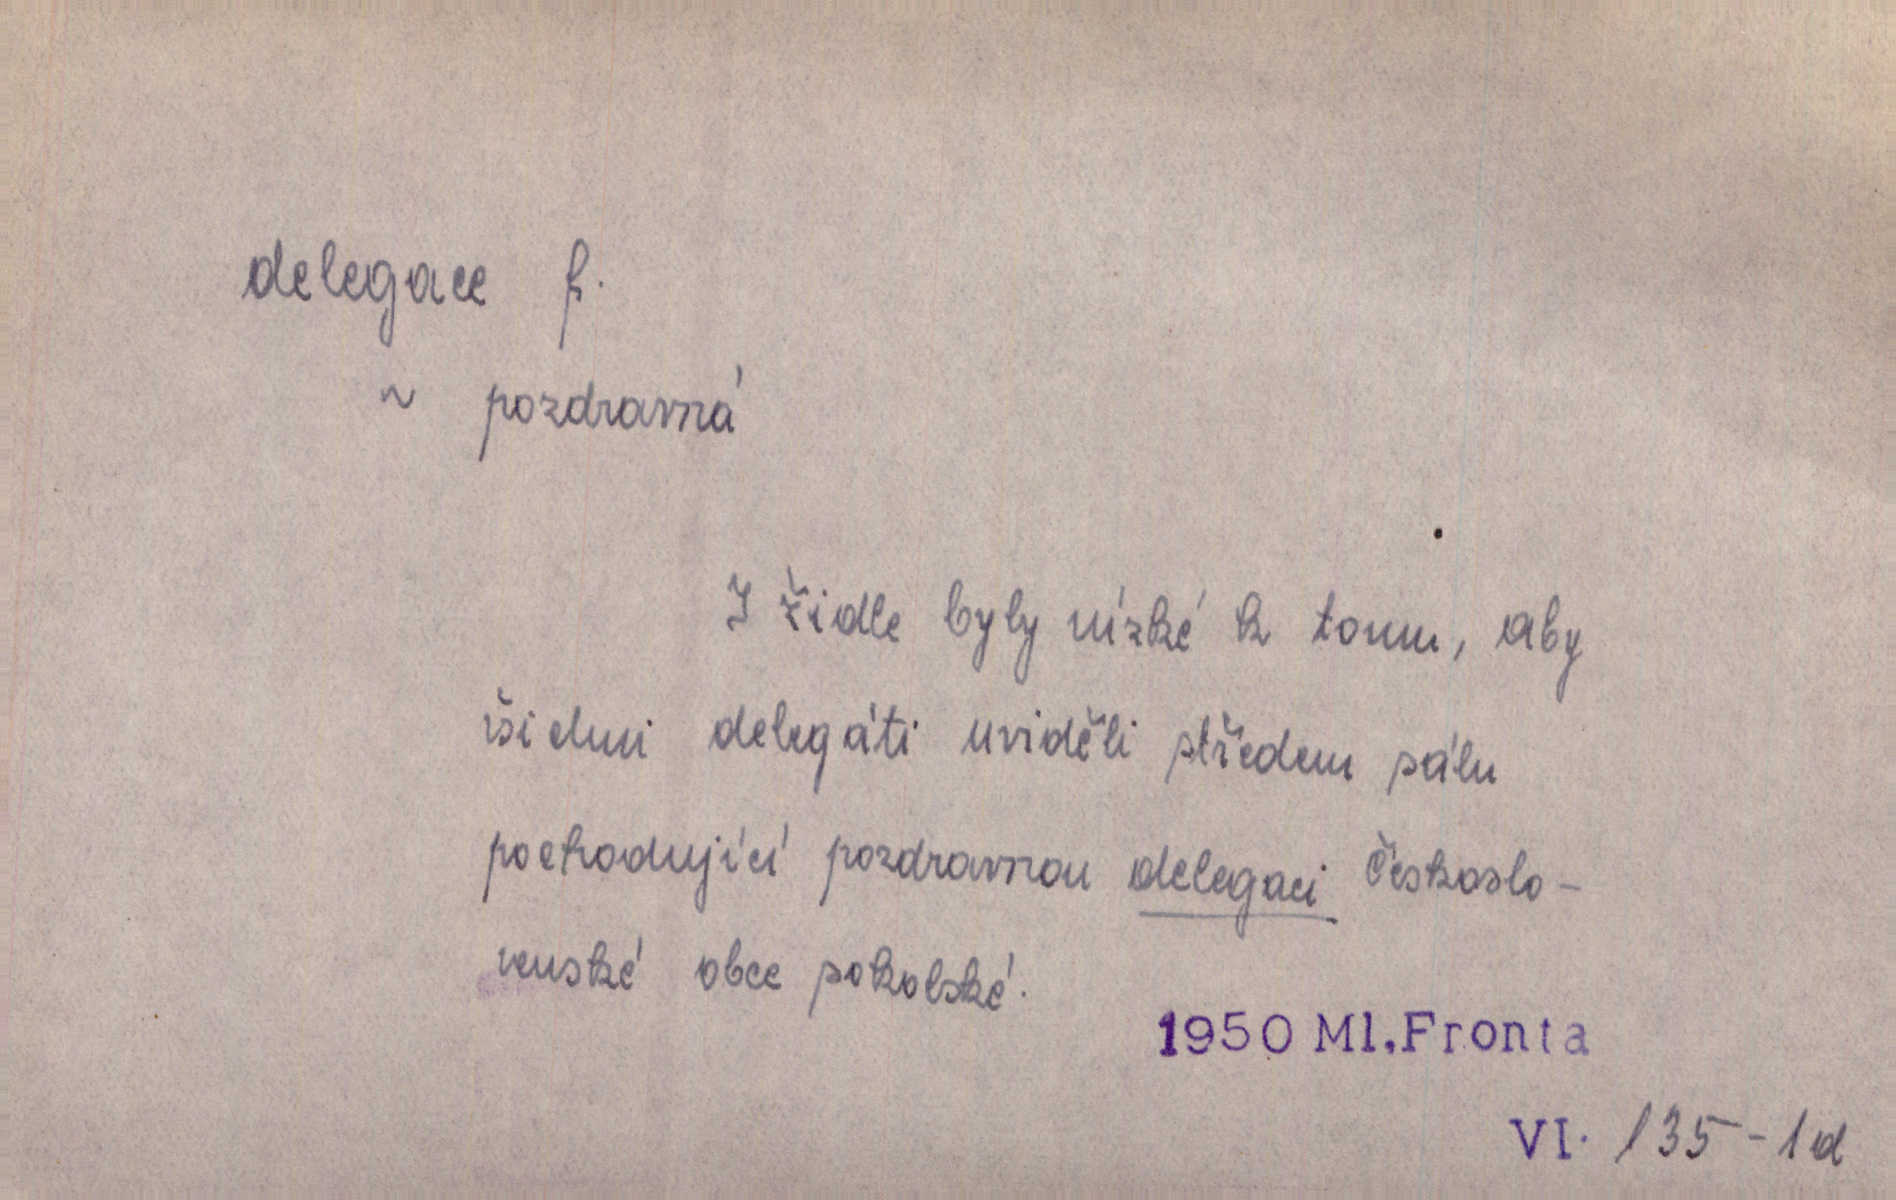 delegace f.
~ pozdravná
I židle byly nízké k tomu, aby
všichni delegáti uviděli středem sálu
pochodující pozdravnou delegaci Českoslo-
venské obce sokolské.
1950 Ml.Fronta
VI. 135-1d